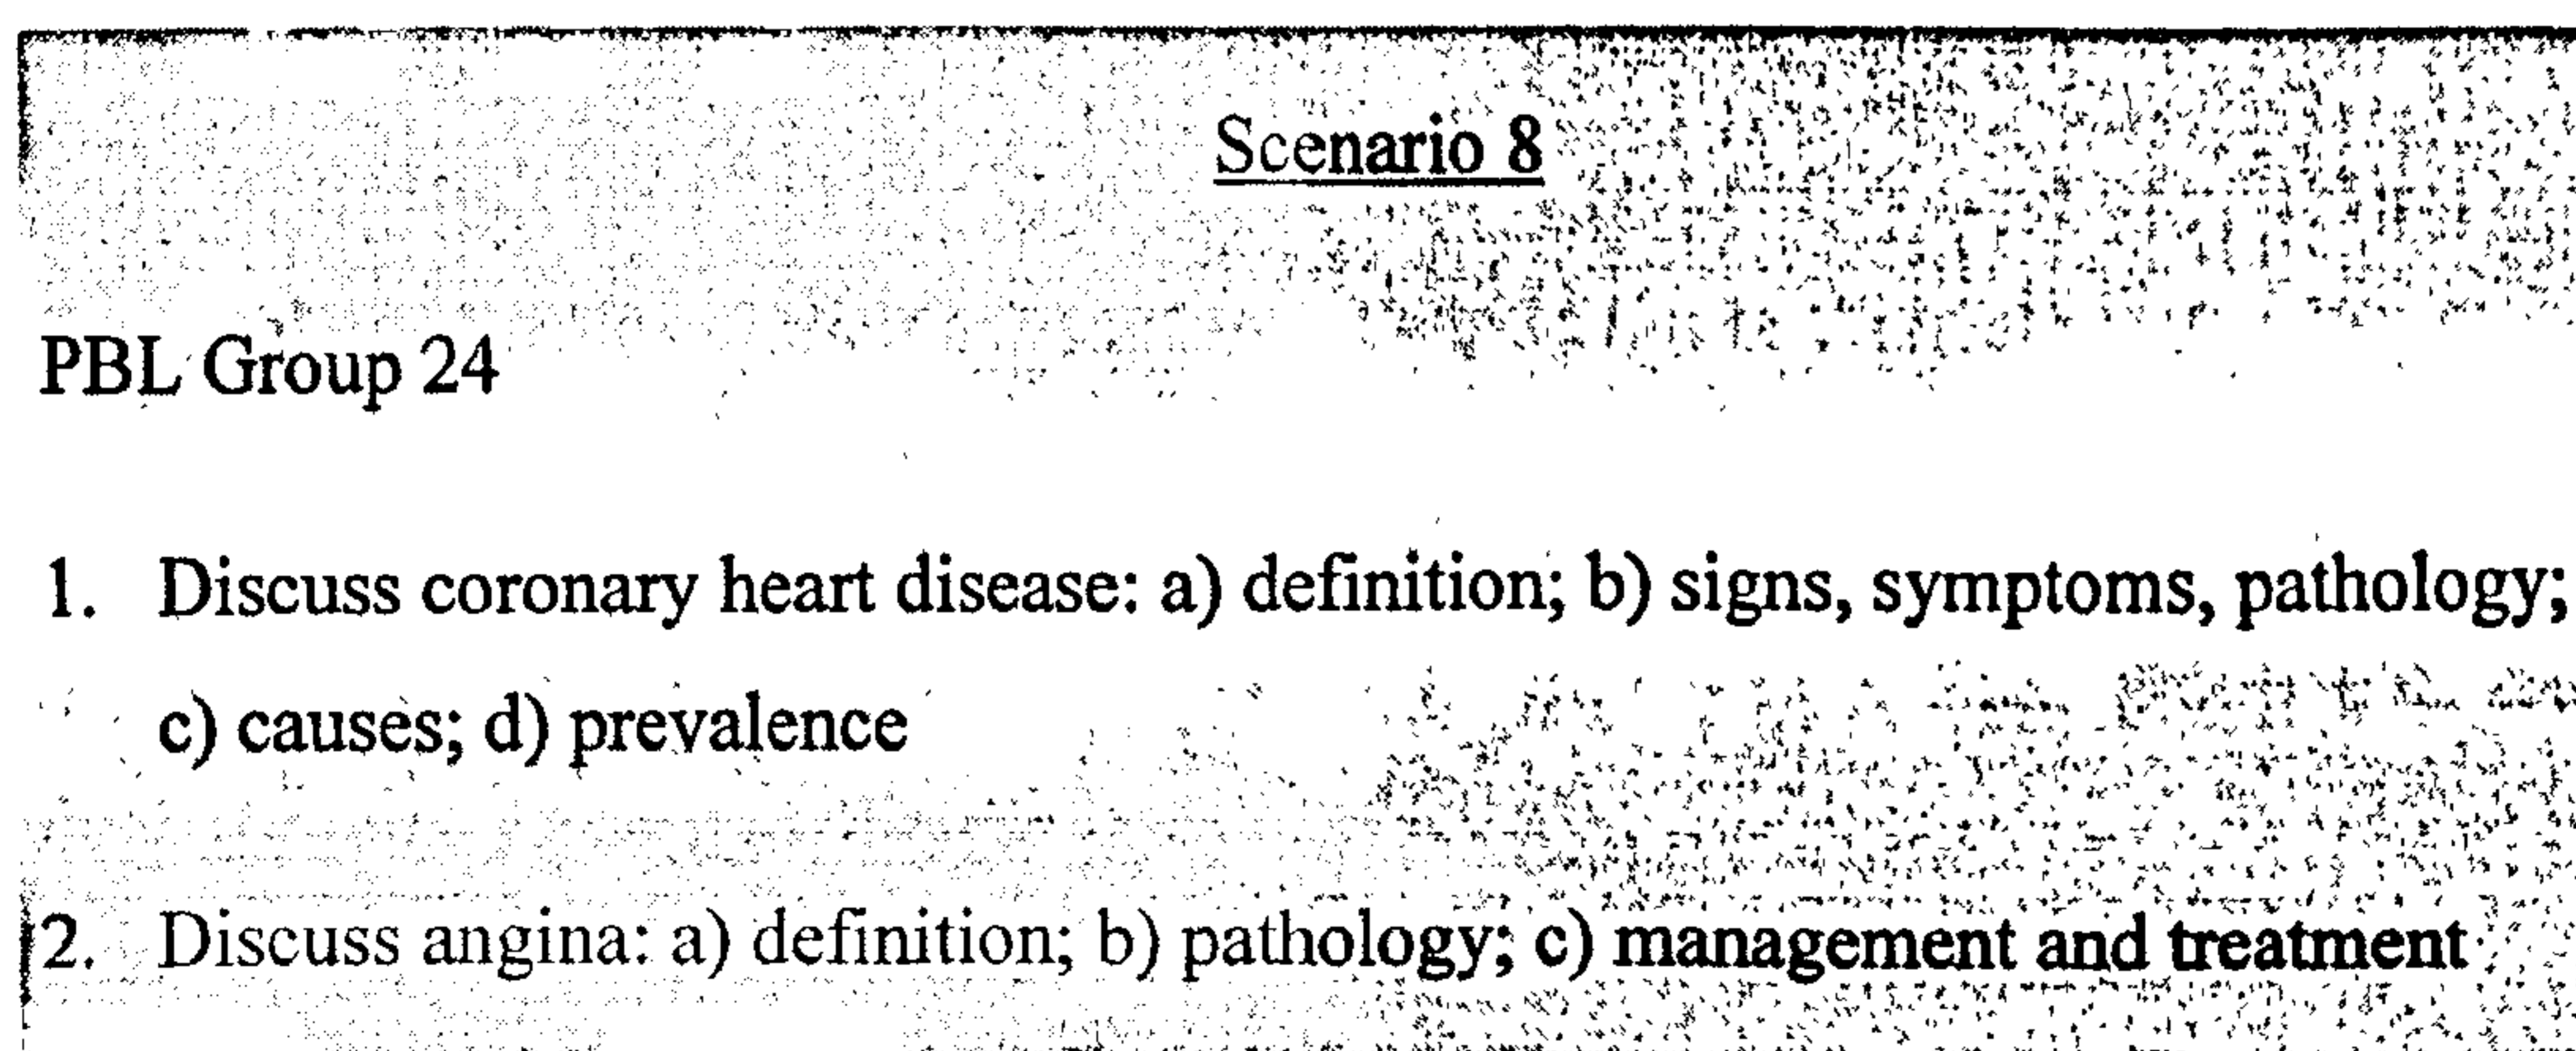 Scenario 8
PBL Group 24
1. Discuss coronary heart disease: a) definition; b) signs, symptoms, pathology;
c) causes; d) prevalence
2. Discuss angina: a) definition; b) pathology; c) management and treatment